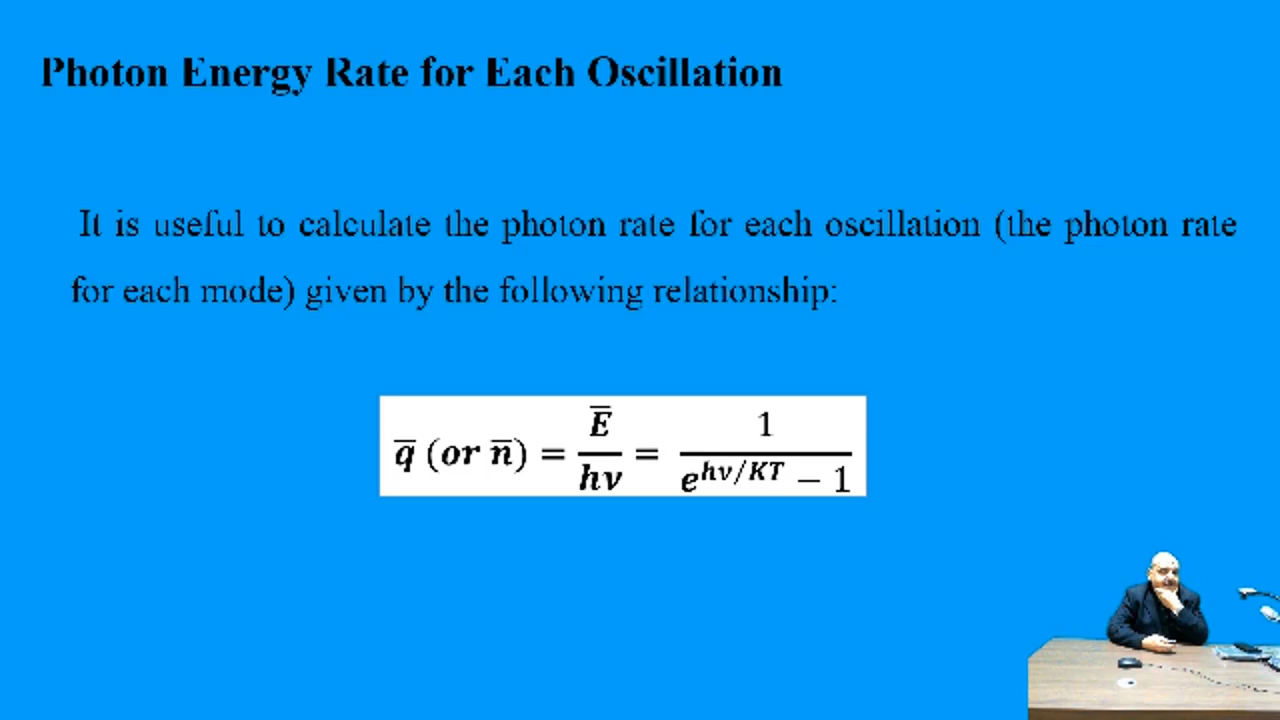 Photon Energy Rate for Each Oscillation
It is useful to calculate the photon rate for each oscillation (the photon rate
for each mode) given by the following relationship:
q̅ (or n̅) = E̅/hν = 1/(e^{hν/KT} − 1)